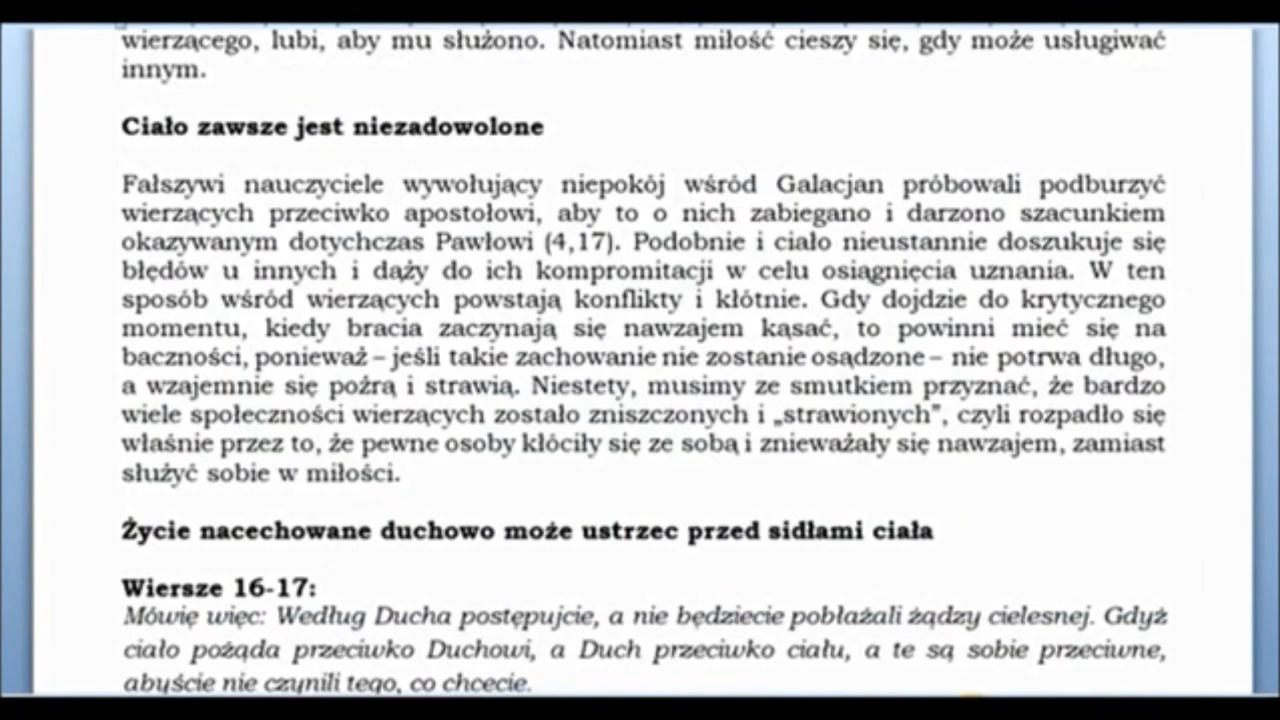 wierzącego, lubi, aby mu służono. Natomiast miłość cieszy się, gdy może usługiwać
innym.
Ciało zawsze jest niezadowolone
Fałszywi nauczyciele wywołujący niepokój wśród Galacjan próbowali podburzyć
wierzących przeciwko apostołowi, aby to o nich zabiegano i darzono szacunkiem
okazywanym dotychczas Pawłowi (4,17). Podobnie i ciało nieustannie doszukuje się
błędów u innych i dąży do ich kompromitacji w celu osiągnięcia uznania. W ten
sposób wśród wierzących powstają konflikty i kłótnie. Gdy dojdzie do krytycznego
momentu, kiedy bracia zaczynają się nawzajem kąsać, to powinni mieć się na
baczności, ponieważ – jeśli takie zachowanie nie zostanie osądzone – nie potrwa długo,
a wzajemnie się pożrą i strawią. Niestety, musimy ze smutkiem przyznać, że bardzo
wiele społeczności wierzących zostało zniszczonych i „strawionych”, czyli rozpadło się
właśnie przez to, że pewne osoby kłóciły się ze sobą i znieważały się nawzajem, zamiast
służyć sobie w miłości.
Życie nacechowane duchowo może ustrzec przed sidłami ciała
Wiersze 16-17:
Mówię więc: Według Ducha postępujcie, a nie będziecie pobłażali żądzy cielesnej. Gdyż
ciało pożąda przeciwko Duchowi, a Duch przeciwko ciału, a te są sobie przeciwne,
abyście nie czynili tego, co chcecie.